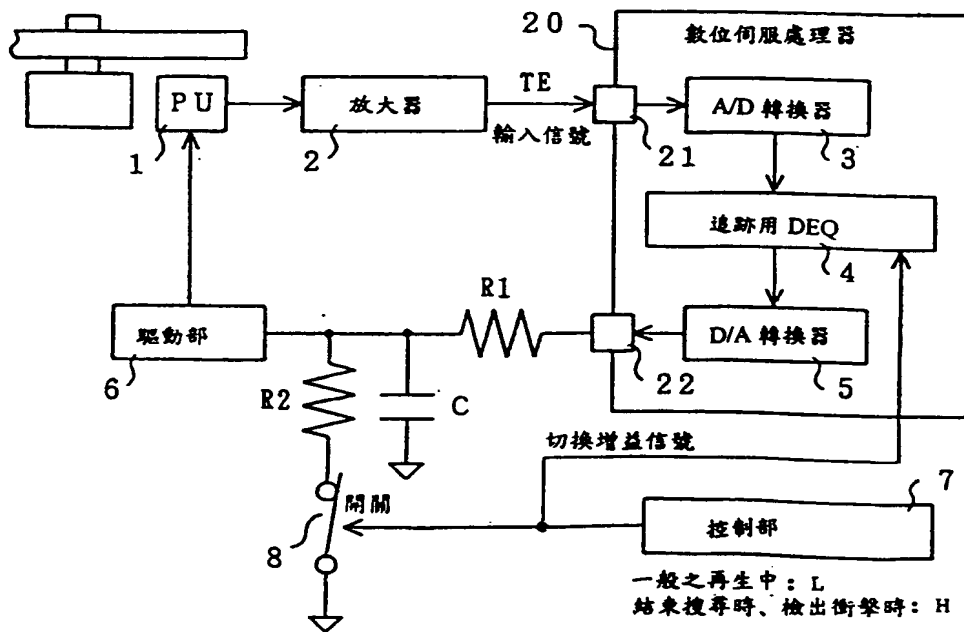 20
數位伺服處理器
PU
放大器
TE
輸入信號
A/D 轉換器
1
2
21
3
追跡用 DEQ
4
R1
驅動部
D/A 轉換器
6
22
5
R2
C
切換增益信號
7
開關
8
控制部
一般之再生中：L
結束搜尋時、檢出衝擊時：H